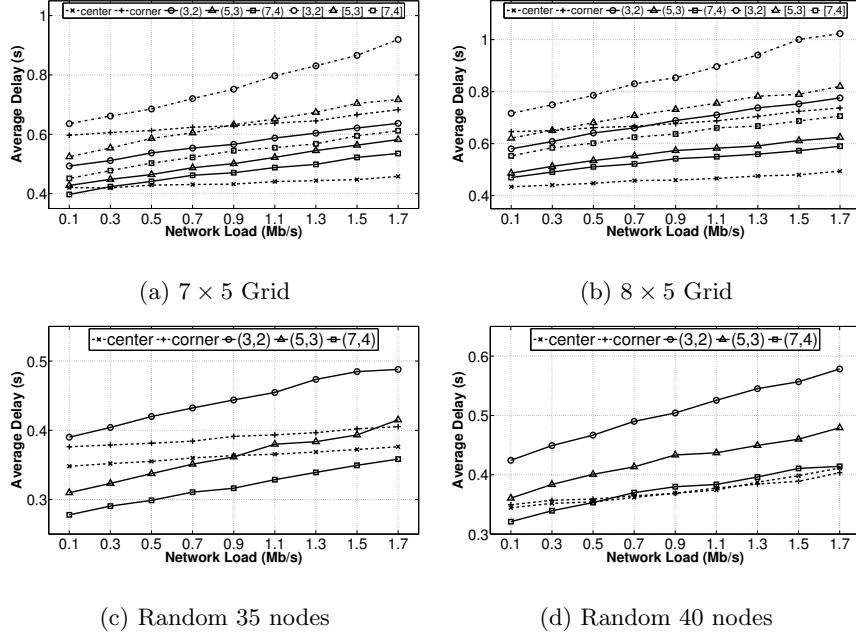 center corner (3,2) (5,3) (7,4) [3,2] [5,3] [7,4]
1
0.8
0.6
0.4
Average Delay (s)
0.1 0.3 0.5 0.7 0.9 1.1 1.3 1.5 1.7
Network Load (Mb/s)
(a) 7 × 5 Grid
center corner (3,2) (5,3) (7,4) [3,2] [5,3] [7,4]
1
0.8
0.6
0.4
Average Delay (s)
0.1 0.3 0.5 0.7 0.9 1.1 1.3 1.5 1.7
Network Load (Mb/s)
(b) 8 × 5 Grid
center corner (3,2) (5,3) (7,4)
0.5
0.4
0.3
Average Delay (s)
0.1 0.3 0.5 0.7 0.9 1.1 1.3 1.5 1.7
Network Load (Mb/s)
(c) Random 35 nodes
center corner (3,2) (5,3) (7,4)
0.6
0.5
0.4
0.3
Average Delay (s)
0.1 0.3 0.5 0.7 0.9 1.1 1.3 1.5 1.7
Network Load (Mb/s)
(d) Random 40 nodes